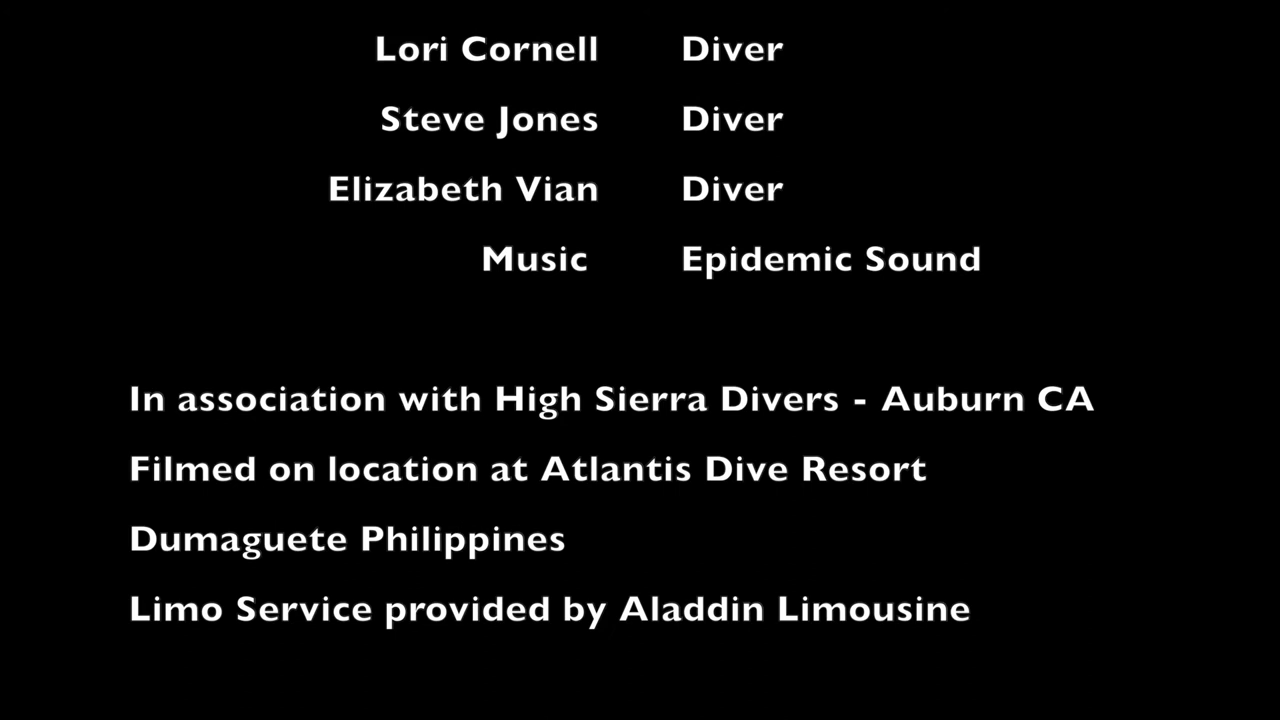 Lori Cornell Diver
Steve Jones Diver
Elizabeth Vian Diver
Music Epidemic Sound
In association with High Sierra Divers - Auburn CA
Filmed on location at Atlantis Dive Resort
Dumaguete Philippines
Limo Service provided by Aladdin Limousine